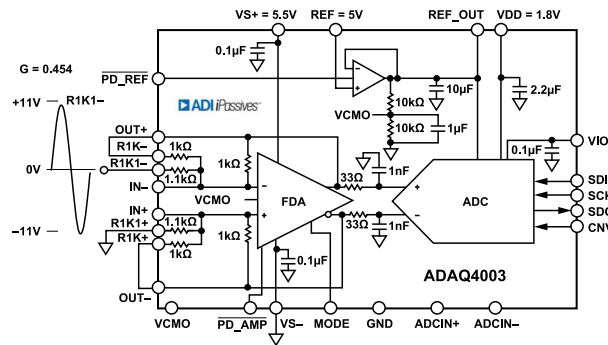 VS+ = 5.5V
REF = 5V
REF_OUT
VDD = 1.8V
0.1µF
G = 0.454
PD_REF
10µF
2.2µF
+11V
R1K1–
ADI iPassives™
10kΩ
VCMO
10kΩ
1µF
OUT+
R1K–
1kΩ
0.1µF
VIO
R1K1–
0V
1.1kΩ
1kΩ
33Ω
1nF
SDI
IN–
–
FDA
+
ADC
SCK
VCMO
IN+
+
–
SDO
R1K1+
1.1kΩ
33Ω
1nF
CNV
R1K+
–11V
1kΩ
1kΩ
0.1µF
ADAQ4003
OUT–
VCMO
PD_AMP
VS–
MODE
GND
ADCIN+
ADCIN–